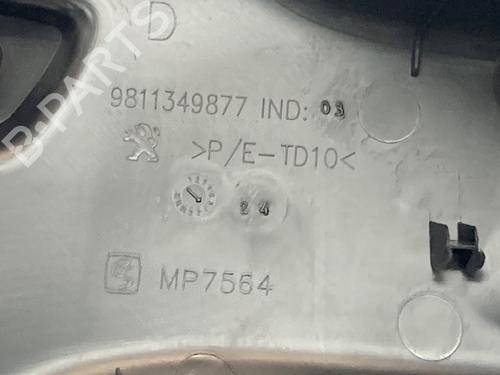 D
B-PARTS
9811349877 IND: 03
>P/E-TD10<
24
MP7564